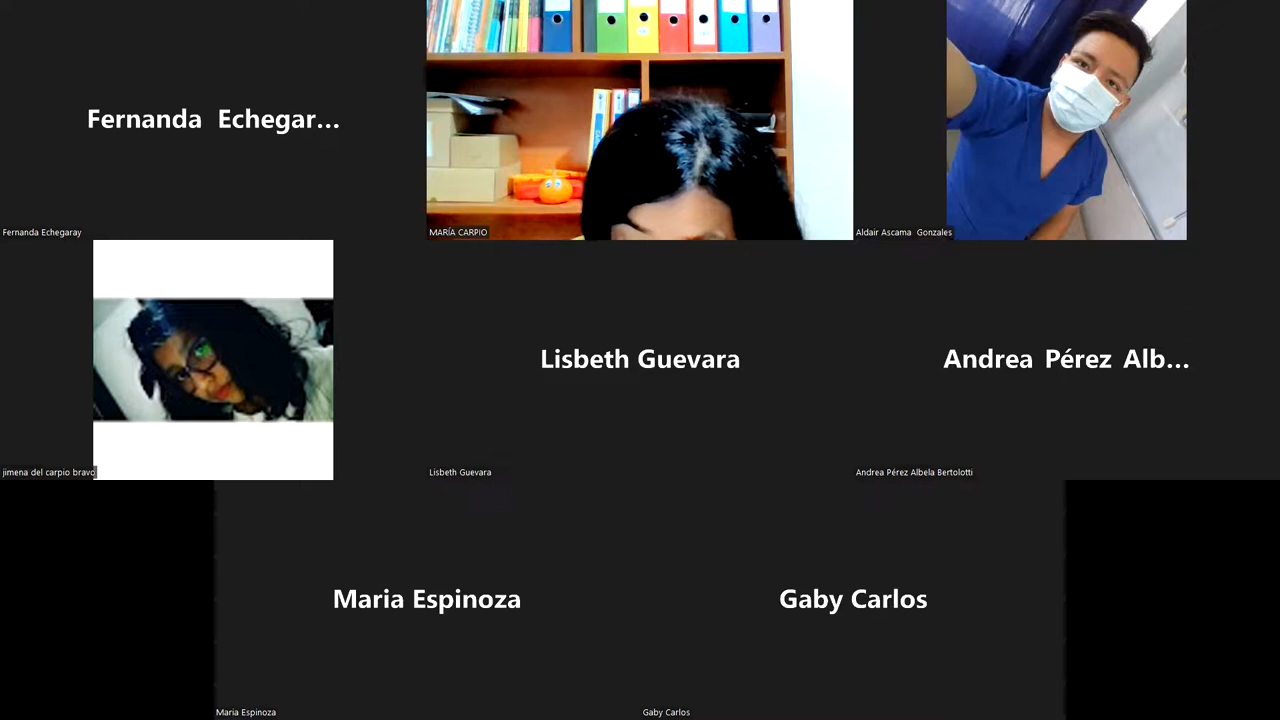 Fernanda Echegar...
Fernanda Echegaray
MARÍA CARPIO
Aldair Ascama Gonzales
jimena del carpio bravo
Lisbeth Guevara
Lisbeth Guevara
Andrea Pérez Alb...
Andrea Pérez Albela Bertolotti
Maria Espinoza
Maria Espinoza
Gaby Carlos
Gaby Carlos